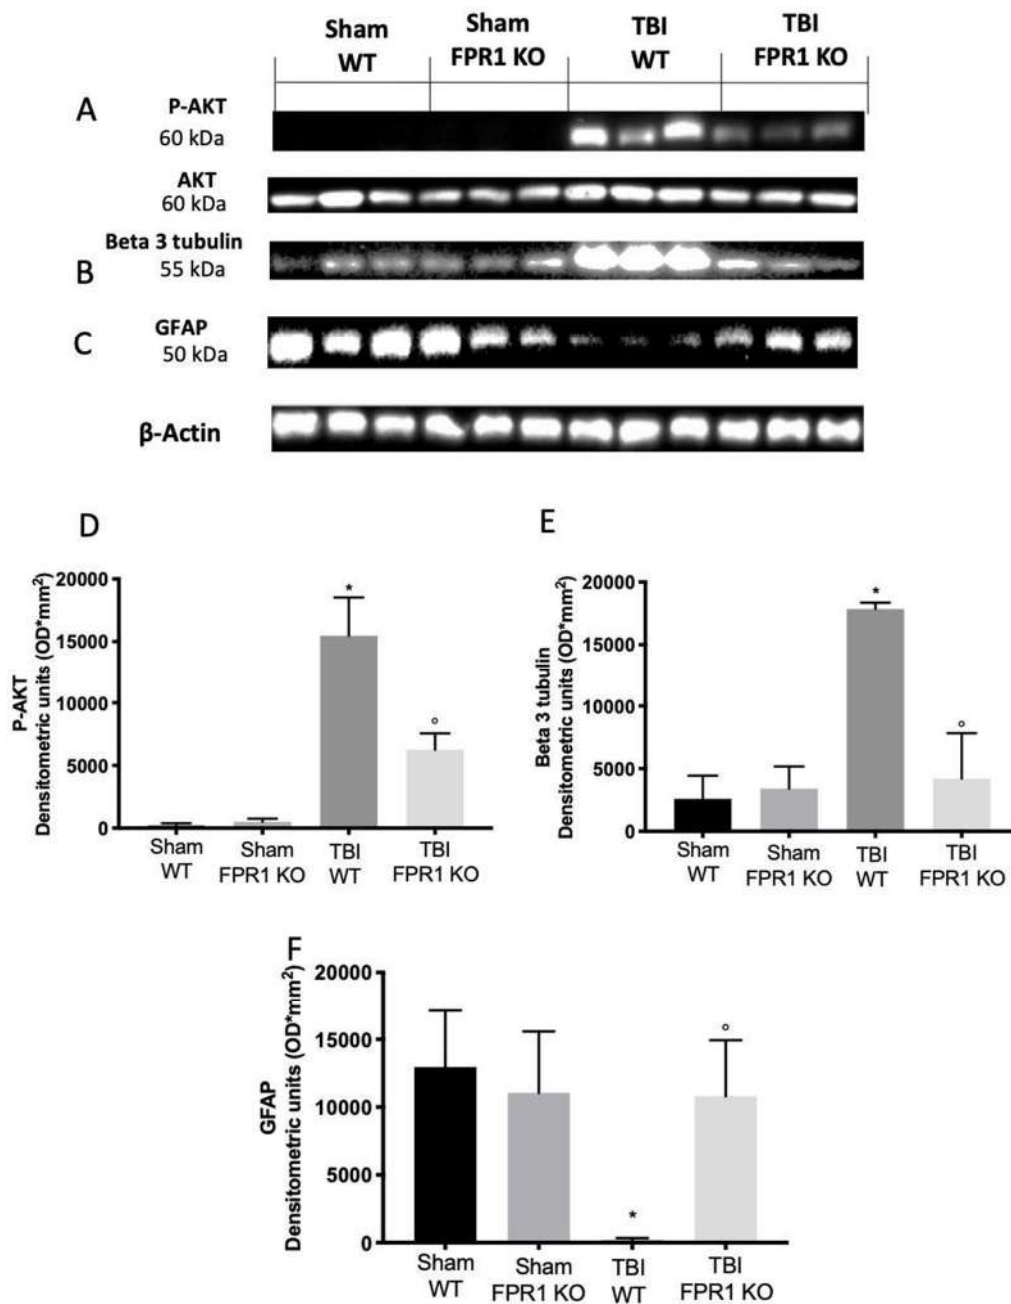 Sham
WT
Sham
FPR1 KO
TBI
WT
TBI
FPR1 KO
A
P-AKT
60 kDa
AKT
60 kDa
Beta 3 tubulin
B
55 kDa
C
GFAP
50 kDa
β-Actin
D
P-AKT
Densitometric units (OD*mm²)
20000
15000
10000
5000
0
*
°
Sham
WT
Sham
FPR1 KO
TBI
WT
TBI
FPR1 KO
E
Beta 3 tubulin
Densitometric units (OD*mm²)
20000
15000
10000
5000
0
*
°
Sham
WT
Sham
FPR1 KO
TBI
WT
TBI
FPR1 KO
F
GFAP
Densitometric units (OD*mm²)
20000
15000
10000
5000
0
*
°
Sham
WT
Sham
FPR1 KO
TBI
WT
TBI
FPR1 KO